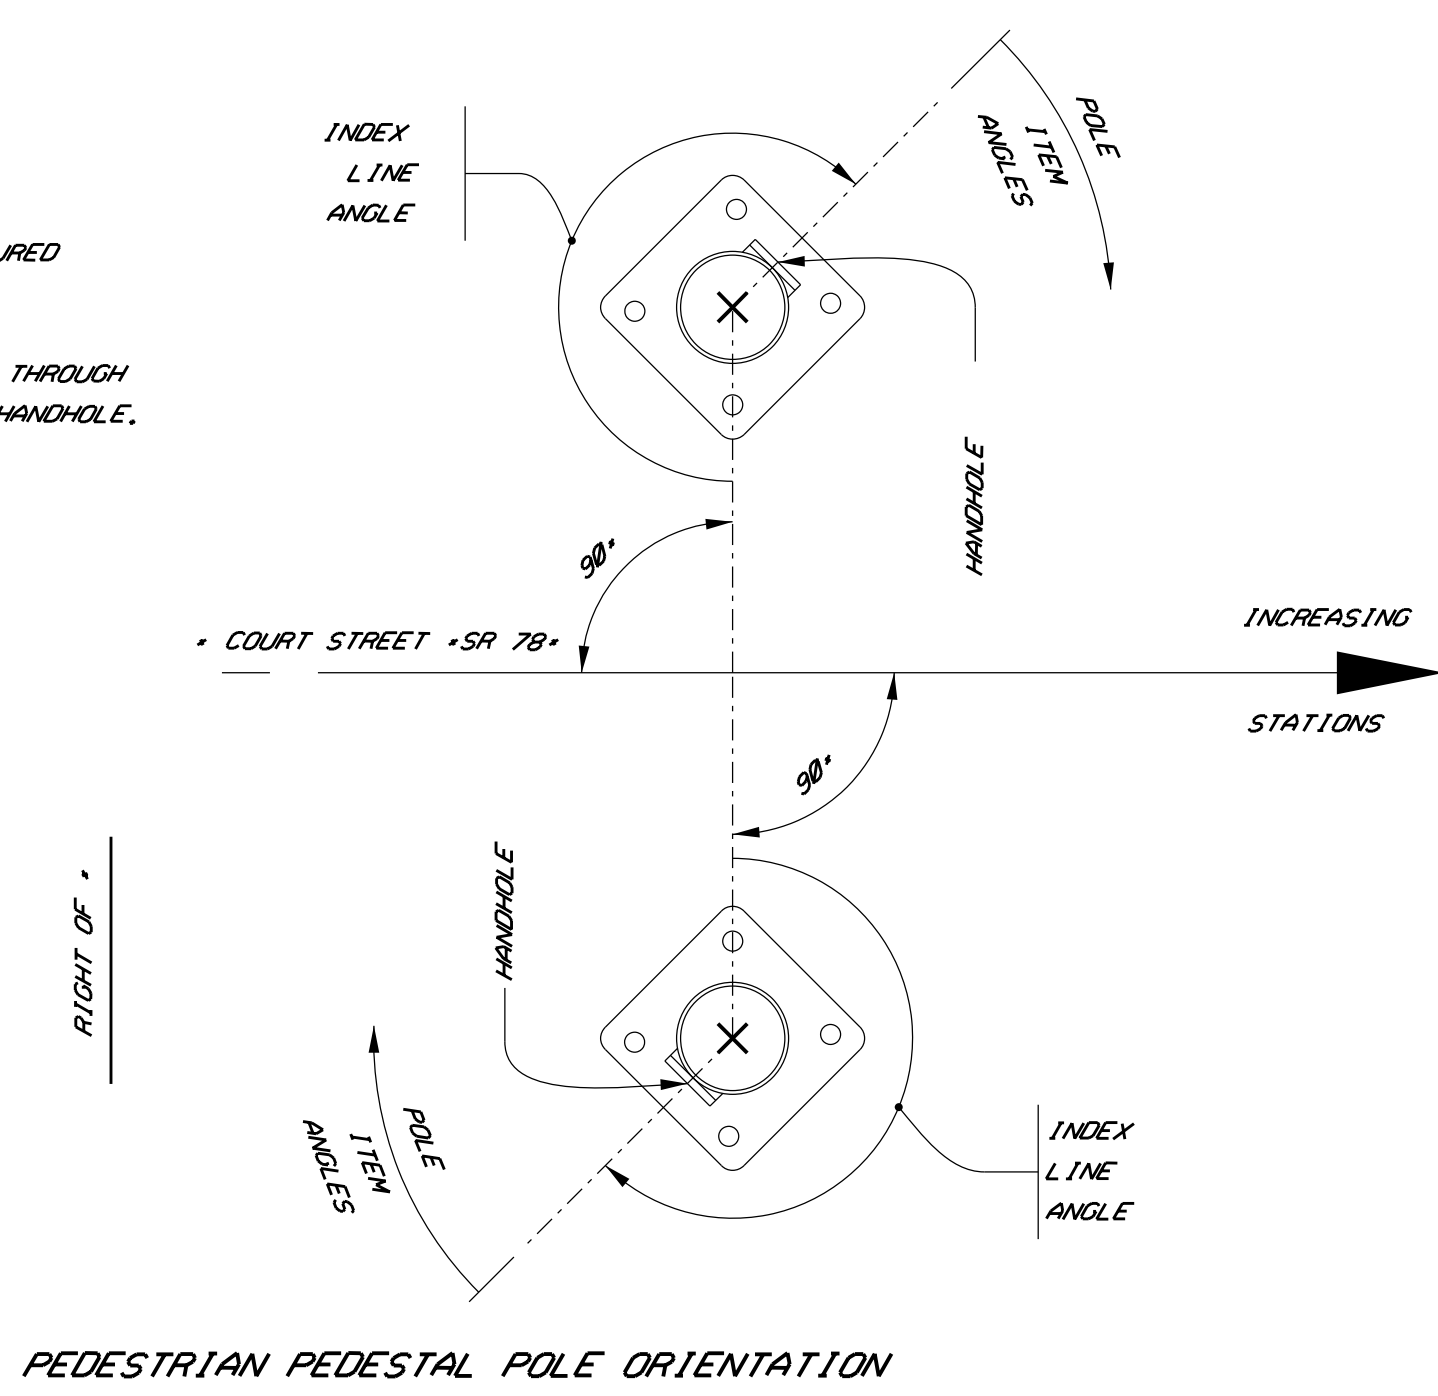 INDEX
LINE
ANGLE
POLE
ITEM
ANGLES
THROUGH
HANDHOLE.
HANDHOLE
90*
* COURT STREET *SR 78*
INCREASING
STATIONS
90*
HANDHOLE
RIGHT OF *
POLE
ITEM
ANGLES
INDEX
LINE
ANGLE
PEDESTRIAN PEDESTAL POLE ORIENTATION